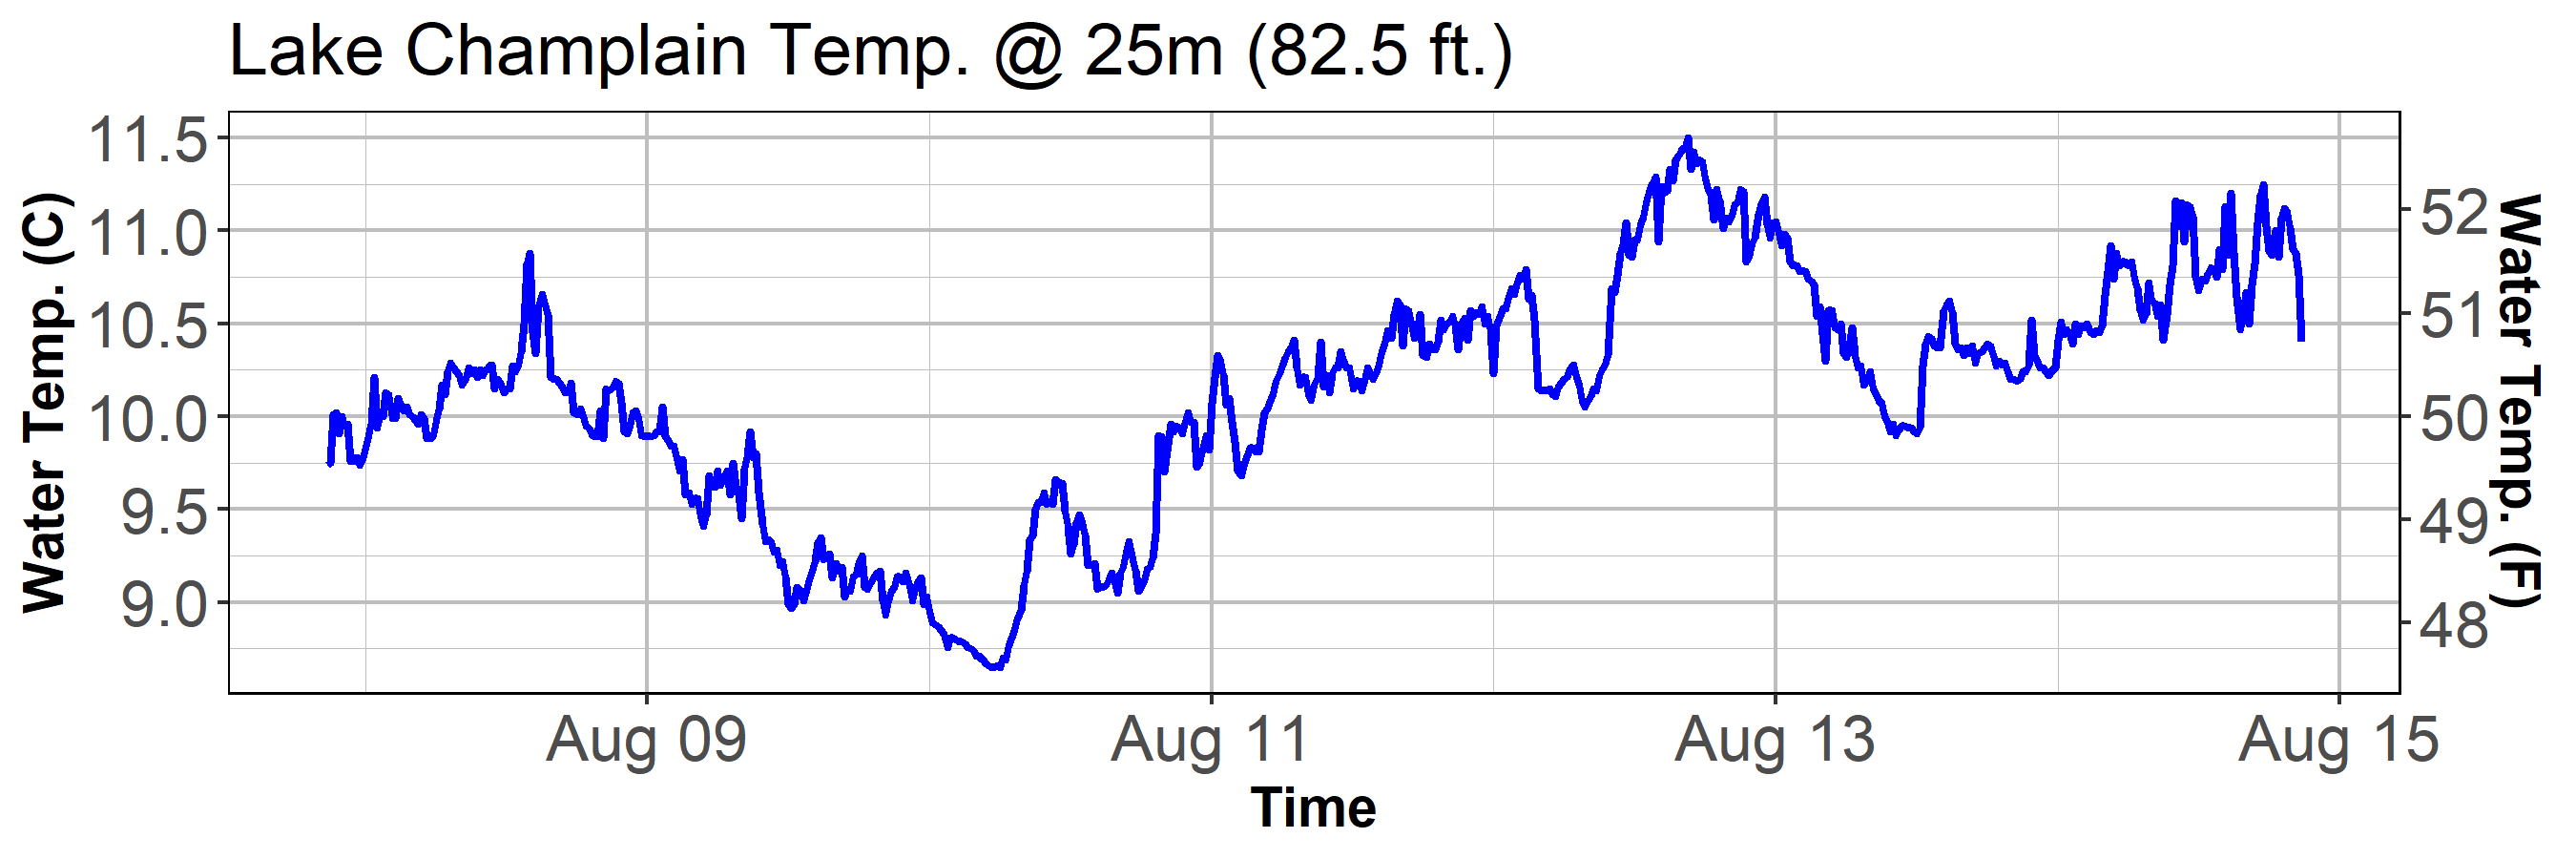 Lake Champlain Temp. @ 25m (82.5 ft.)
Water Temp. (C)
11.5
11.0
10.5
10.0
9.5
9.0
52
51
50
49
48
Water Temp. (F)
Aug 09
Aug 11
Aug 13
Aug 15
Time